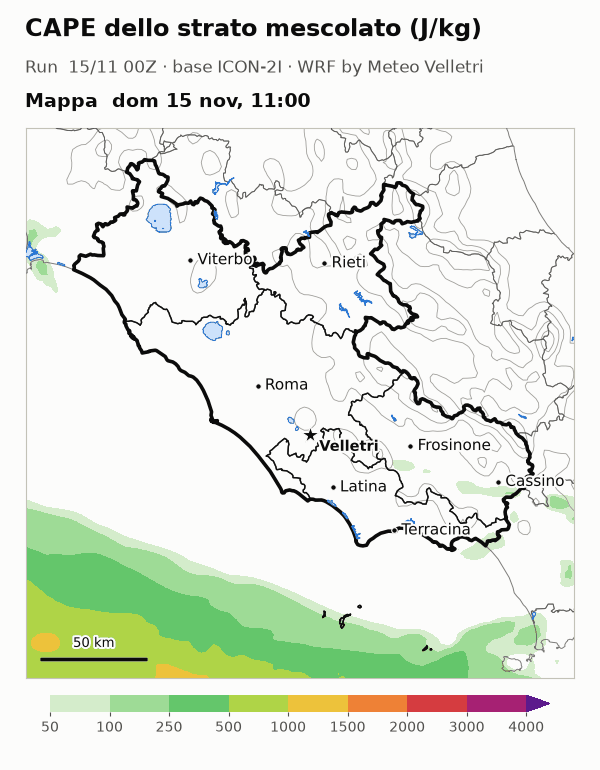 CAPE dello strato mescolato (J/kg)
Run  15/11 00Z · base ICON-2I · WRF by Meteo Velletri
Mappa  dom 15 nov, 11:00
Viterbo
Rieti
Roma
Velletri
Frosinone
Cassino
Latina
Terracina
50 km
50 100 250 500 1000 1500 2000 3000 4000